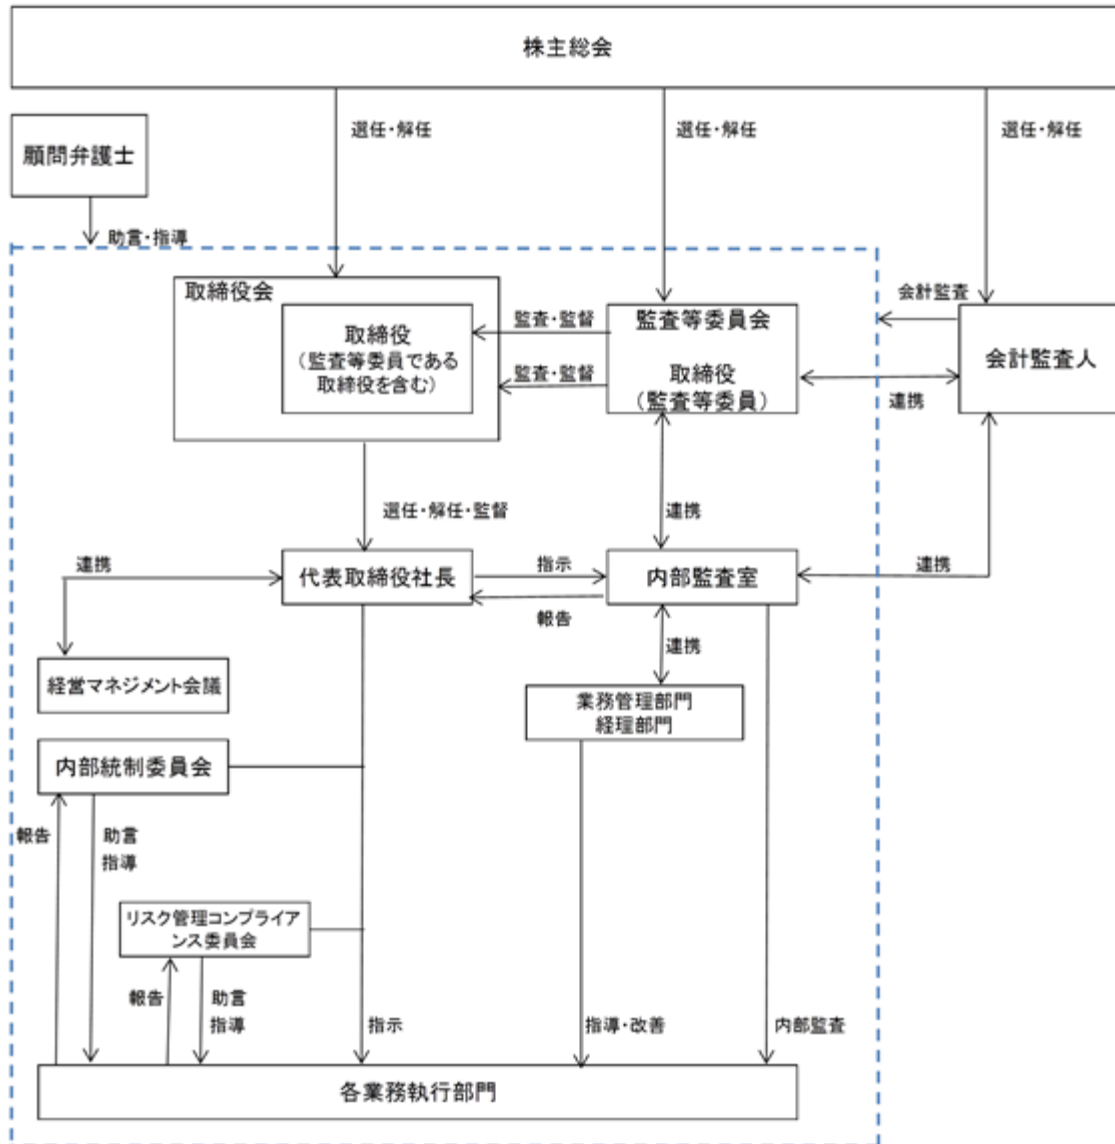 株主総会
選任・解任
選任・解任
選任・解任
顧問弁護士
助言・指導
取締役会
取締役
（監査等委員である
取締役を含む）
監査・監督
監査・監督
監査等委員会
取締役
（監査等委員）
会計監査
会計監査人
連携
選任・解任・監督
連携
連携
代表取締役社長
指示
報告
内部監査室
連携
連携
経営マネジメント会議
業務管理部門
経理部門
内部統制委員会
報告
助言
指導
リスク管理コンプライア
ンス委員会
報告
助言
指導
指示
指導・改善
内部監査
各業務執行部門